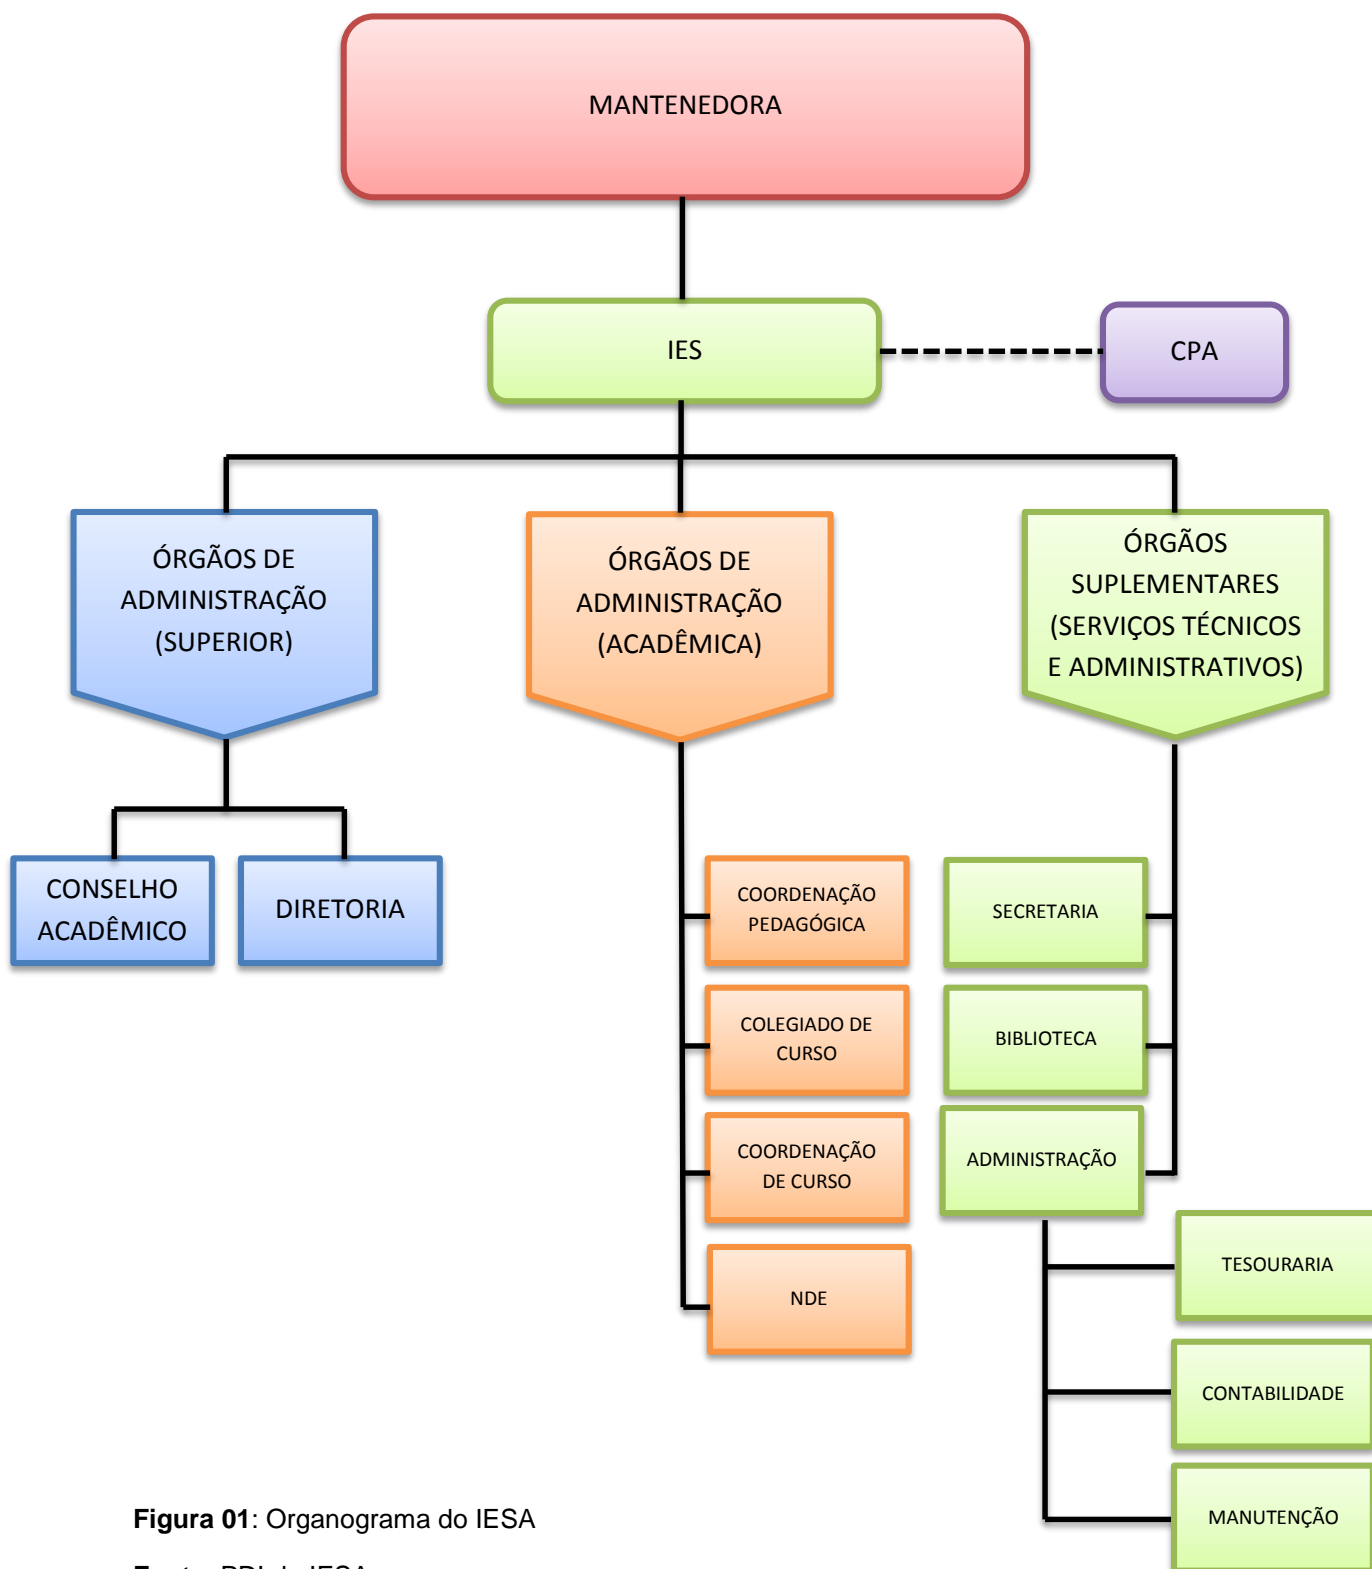 MANTENEDORA
IES
CPA
ÓRGÃOS DE
ADMINISTRAÇÃO
(SUPERIOR)
ÓRGÃOS DE
ADMINISTRAÇÃO
(ACADÊMICA)
ÓRGÃOS
SUPLEMENTARES
(SERVIÇOS TÉCNICOS
E ADMINISTRATIVOS)
CONSELHO
ACADÊMICO
DIRETORIA
COORDENAÇÃO
PEDAGÓGICA
COLEGIADO DE
CURSO
COORDENAÇÃO
DE CURSO
NDE
SECRETARIA
BIBLIOTECA
ADMINISTRAÇÃO
TESOURARIA
CONTABILIDADE
MANUTENÇÃO
Figura 01: Organograma do IESA